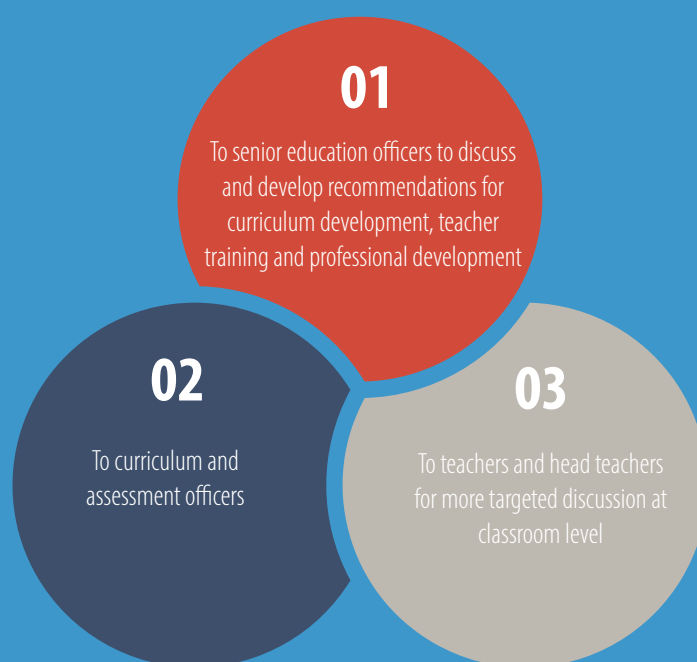 01
To senior education officers to discuss
and develop recommendations for
curriculum development, teacher
training and professional development
02
To curriculum and
assessment officers
03
To teachers and head teachers
for more targeted discussion at
classroom level